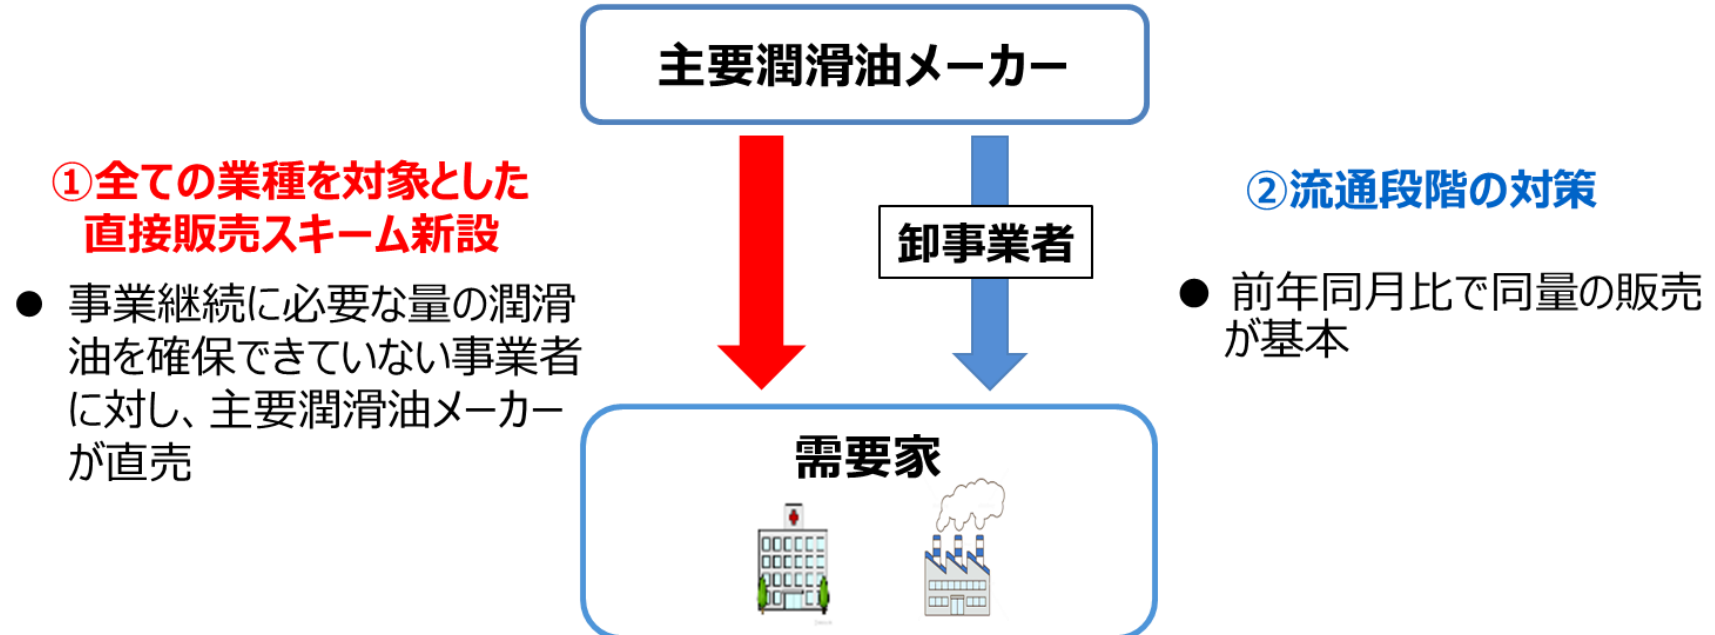 主要潤滑油メーカー
①全ての業種を対象とした
直接販売スキーム新設
● 事業継続に必要な量の潤滑
油を確保できていない事業者
に対し、主要潤滑油メーカー
が直売
卸事業者
②流通段階の対策
● 前年同月比で同量の販売
が基本
需要家